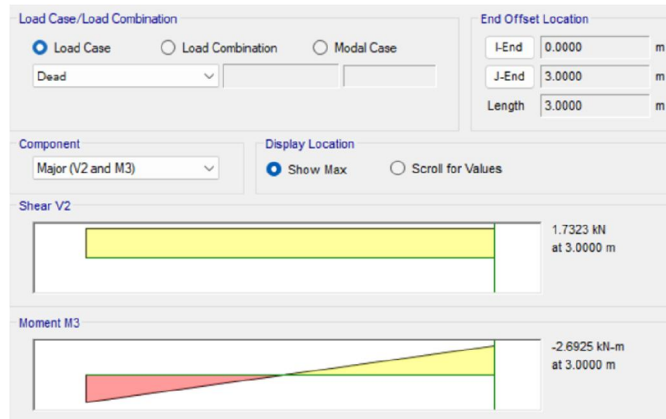 Load Case/Load Combination
Load Case Load Combination Modal Case
Dead
End Offset Location
I-End 0.0000 m
J-End 3.0000 m
Length 3.0000 m
Component
Major (V2 and M3)
Display Location
Show Max Scroll for Values
Shear V2
1.7323 kN
at 3.0000 m
Moment M3
-2.6925 kN-m
at 3.0000 m